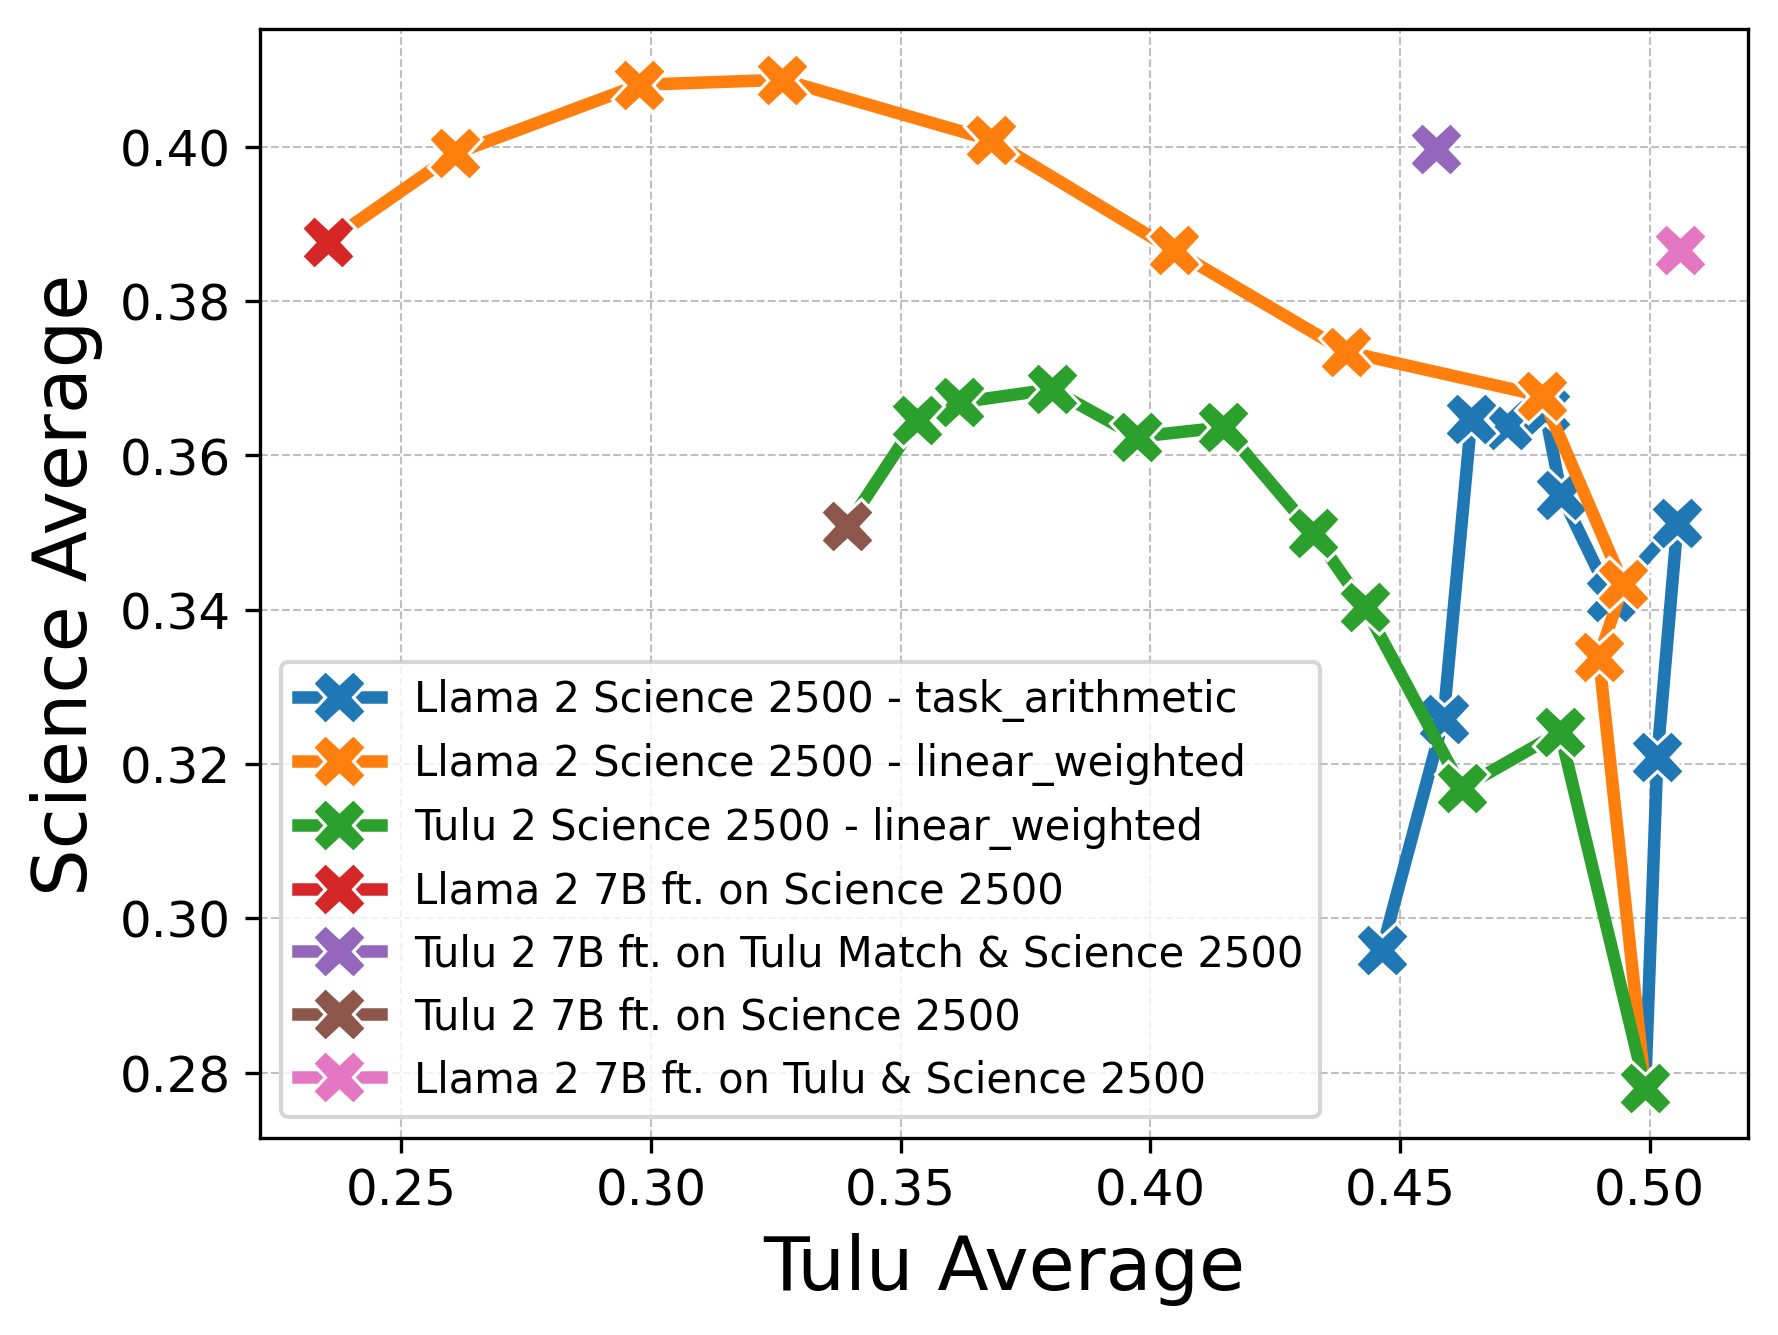 Science Average
0.40
0.38
0.36
0.34
0.32
0.30
0.28
Llama 2 Science 2500 - task_arithmetic
Llama 2 Science 2500 - linear_weighted
Tulu 2 Science 2500 - linear_weighted
Llama 2 7B ft. on Science 2500
Tulu 2 7B ft. on Tulu Match & Science 2500
Tulu 2 7B ft. on Science 2500
Llama 2 7B ft. on Tulu & Science 2500
0.25 0.30 0.35 0.40 0.45 0.50
Tulu Average